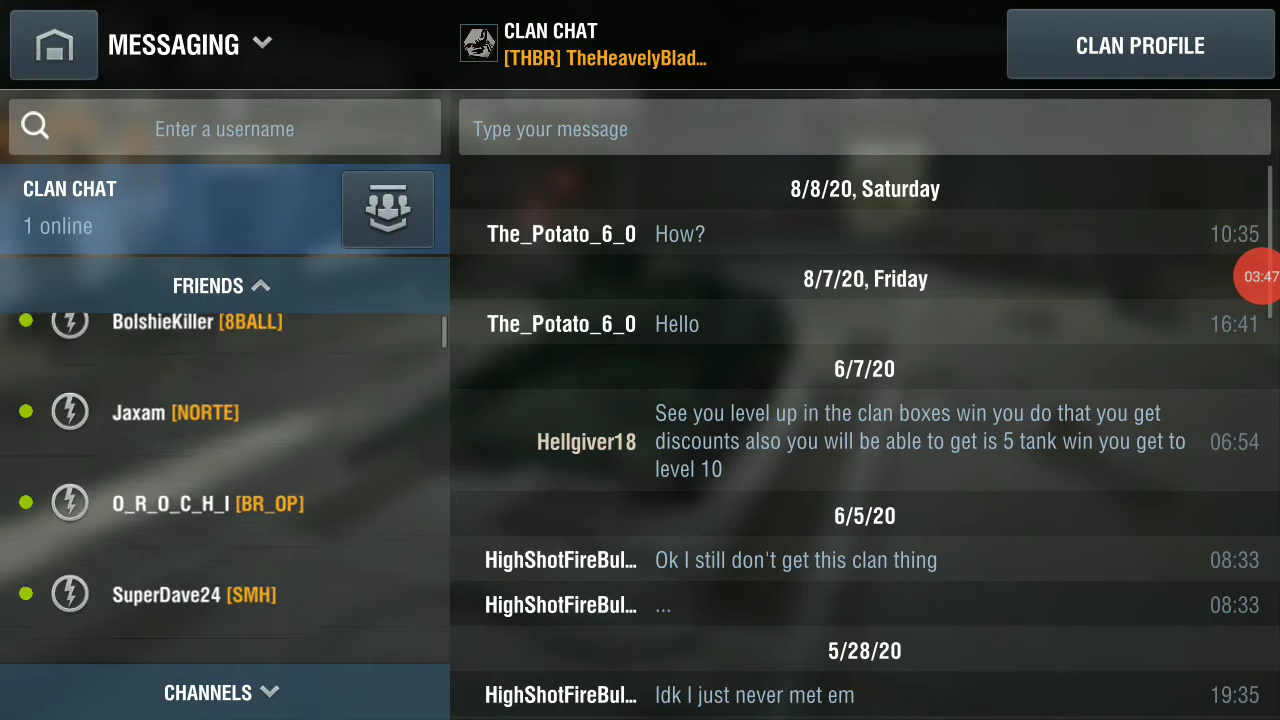 MESSAGING
CLAN CHAT
[THBR] TheHeavelyBlad...
CLAN PROFILE
Enter a username
Type your message
CLAN CHAT
1 online
FRIENDS
BolshieKiller [8BALL]
Jaxam [NORTE]
O_R_O_C_H_I [BR_OP]
SuperDave24 [SMH]
CHANNELS
8/8/20, Saturday
The_Potato_6_0 How? 10:35
8/7/20, Friday
03:47
The_Potato_6_0 Hello 16:41
6/7/20
See you level up in the clan boxes win you do that you get
Hellgiver18 discounts also you will be able to get is 5 tank win you get to 06:54
level 10
6/5/20
HighShotFireBul... Ok I still don't get this clan thing 08:33
HighShotFireBul... ... 08:33
5/28/20
HighShotFireBul... Idk I just never met em 19:35